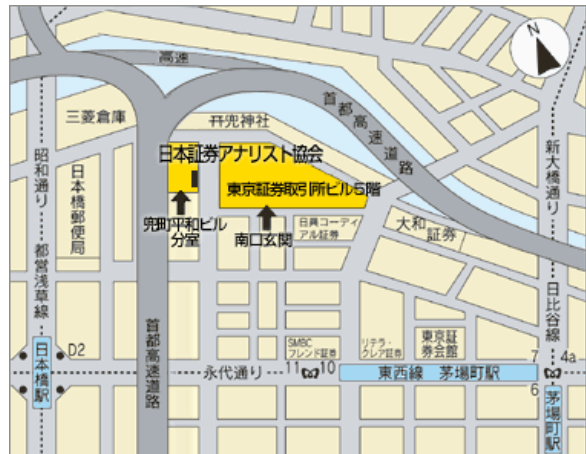 N
高速
首都高速道路
三菱倉庫
兜神社
昭和通り
都営浅草線
日本橋郵便局
日本証券アナリスト協会
東京証券取引所ビル5階
兜町平和ビル
分室
南口玄関
日興コーディ
アル証券
大和
証券
新大橋通り
日比谷線
首都高速道路
SMBC
フレンド証券
リテラ・
クレア証券
東京証
券会館
D2
日本橋駅
永代通り
11
10
東西線 茅場町駅
7
4a
6
茅場町駅